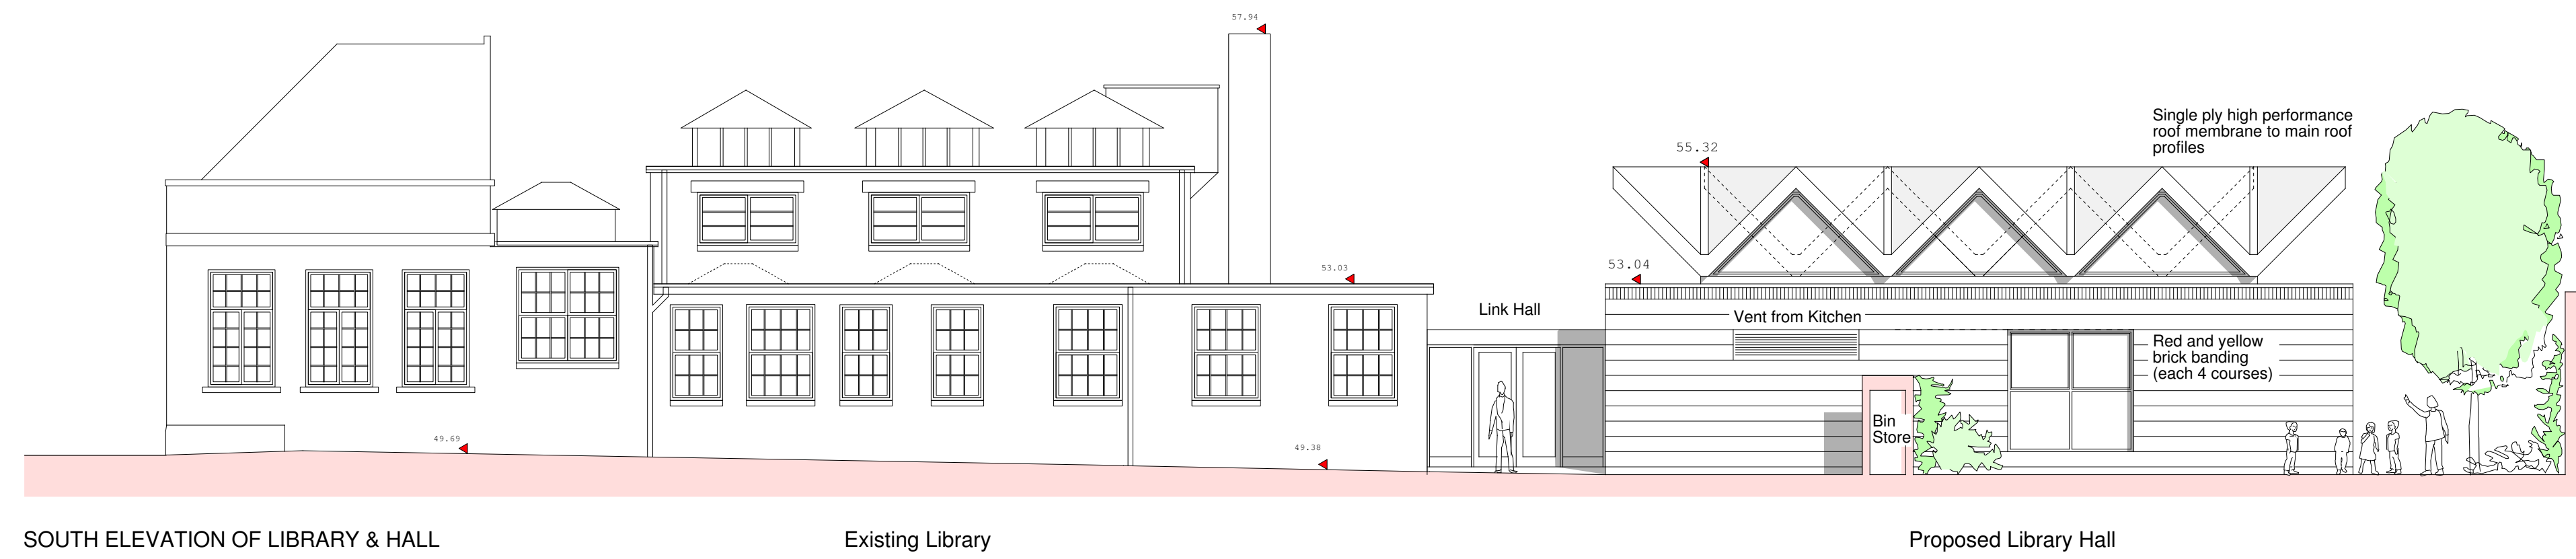 57.94
Single ply high performance
roof membrane to main roof
profiles
55.32
53.03
53.04
Link Hall
Vent from Kitchen
Red and yellow
brick banding
(each 4 courses)
Bin
Store
49.69
49.38
SOUTH ELEVATION OF LIBRARY & HALL
Existing Library
Proposed Library Hall